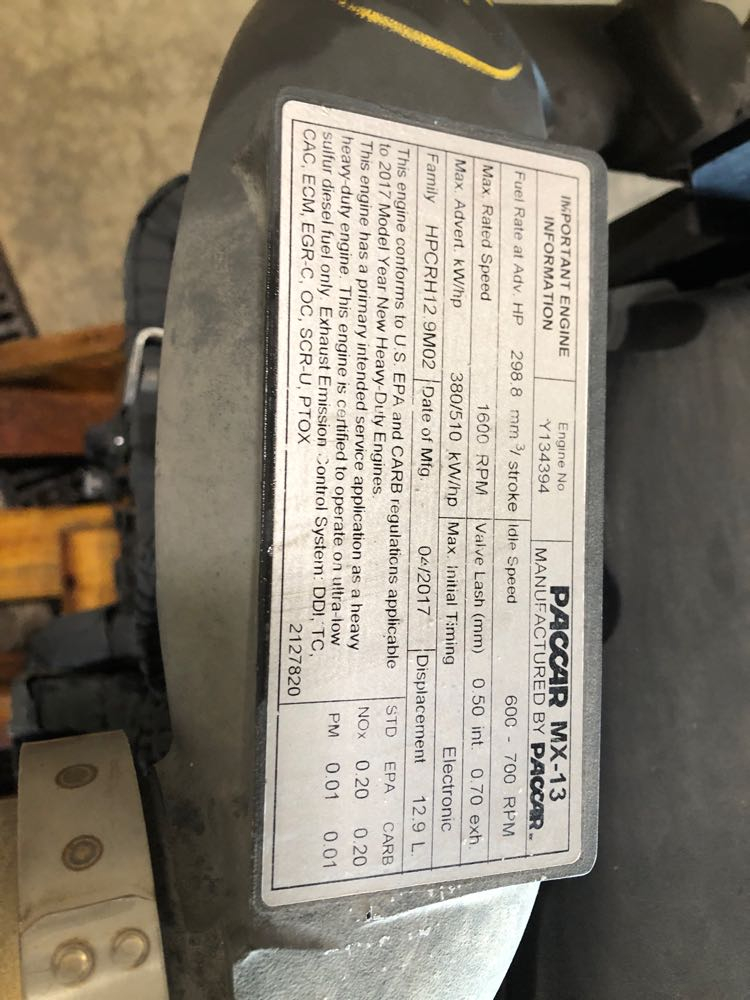 IMPORTANT ENGINE
INFORMATION
Engine No
Y134394
PACCAR MX-13
MANUFACTURED BY PACCAR
Fuel Rate at Adv. HP 298.8 mm³/ stroke
Idle Speed 600 - 700 RPM
Max. Rated Speed 1600 RPM
Valve Lash (mm) 0.50 int. 0.70 exh.
Max. Advert. kW/hp 380/510 kW/hp
Max. Initial Timing Electronic
Family HPCRH12.9M02
Date of Mfg. 04/2017
Displacement 12.9 L.
This engine conforms to U.S. EPA and CARB regulations applicable
to 2017 Model Year New Heavy-Duty Engines.
This engine has a primary intended service application as a heavy
heavy-duty engine. This engine is certified to operate on ultra-low
sulfur diesel fuel only. Exhaust Emission Control System: DDI, TC,
CAC, ECM, EGR-C, OC, SCR-U, PTOX
2127820
STD EPA CARB
NOx 0.20 0.20
PM 0.01 0.01